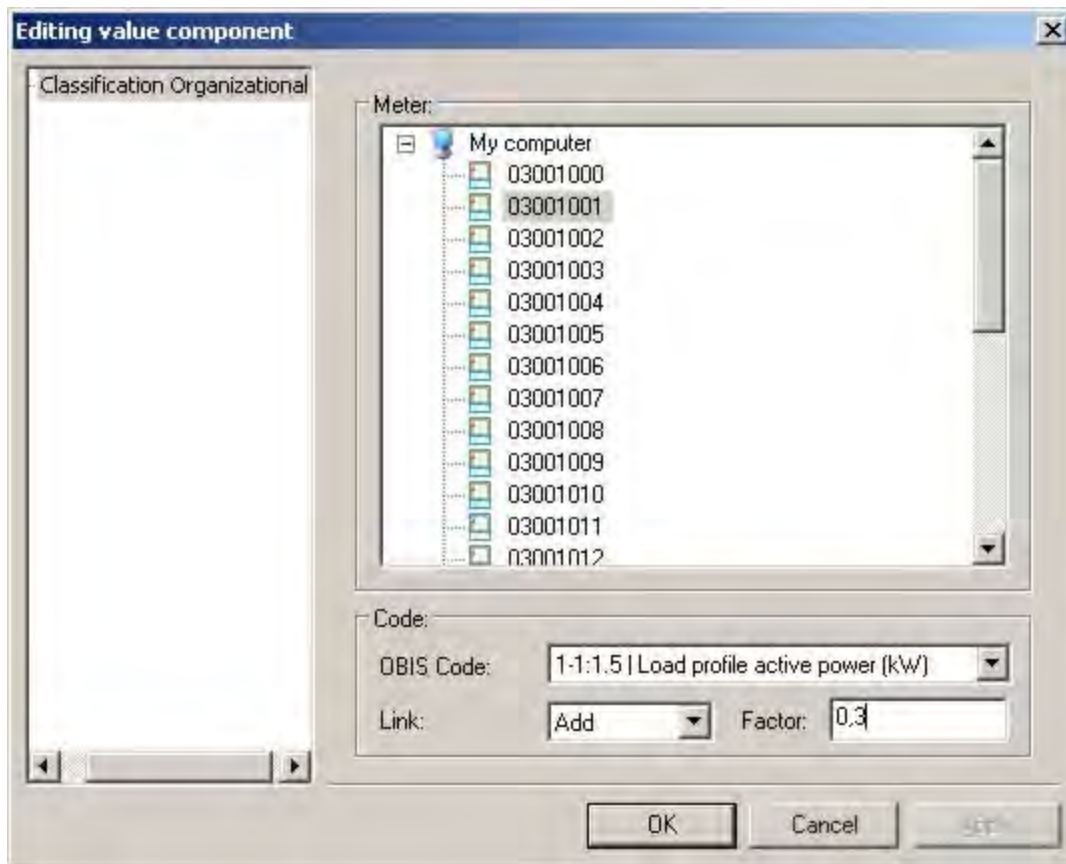 Editing value component
Classification Organizational
Meter:
My computer
03001000
03001001
03001002
03001003
03001004
03001005
03001006
03001007
03001008
03001009
03001010
03001011
03001012
Code:
OBIS Code: 1-1:1.5 | Load profile active power (kW)
Link: Add Factor: 0,3
OK Cancel